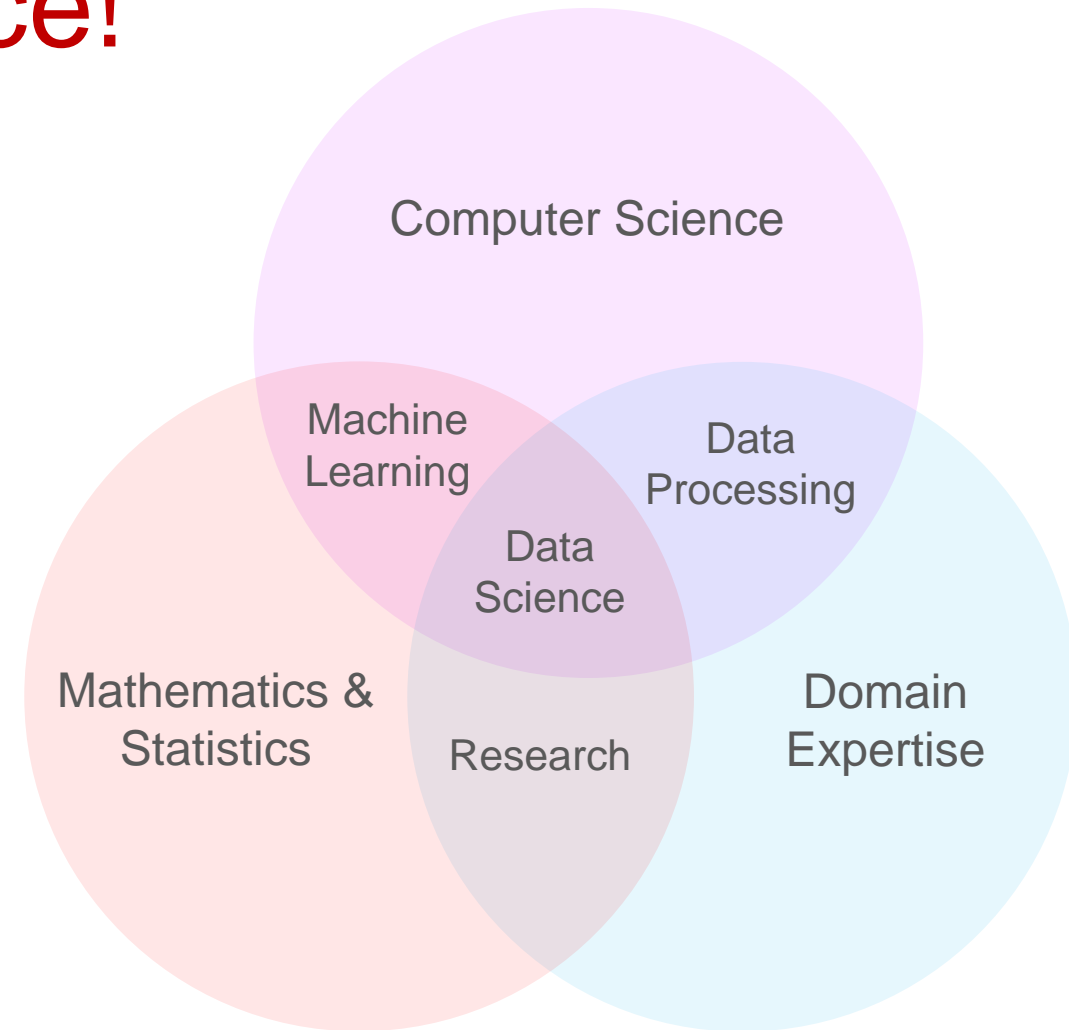 ce!
Computer Science
Machine
Learning
Data
Processing
Data
Science
Mathematics &
Statistics
Domain
Expertise
Research